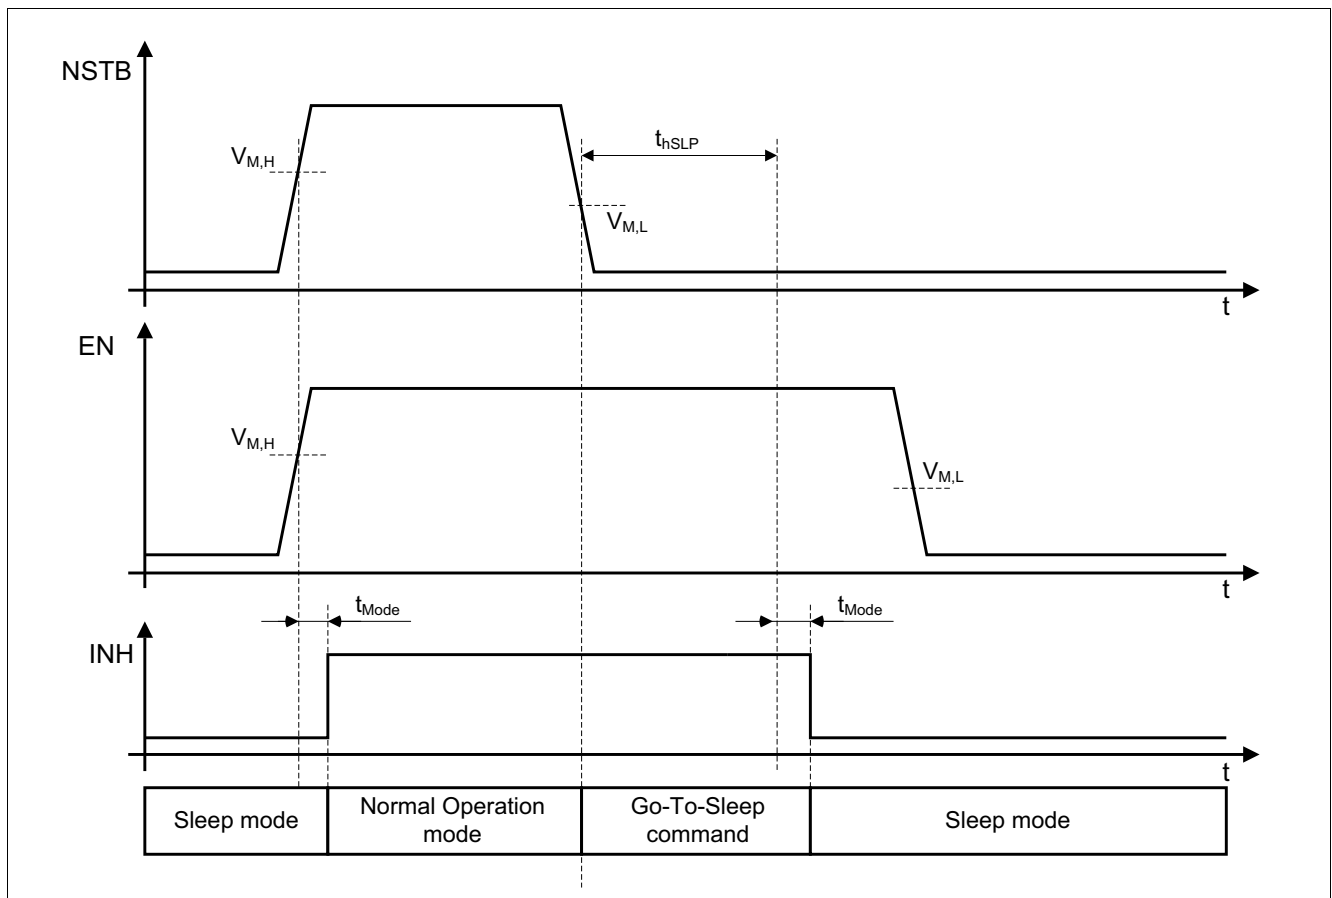 NSTB
t_hSLP
V_M,H
V_M,L
t
EN
V_M,H
V_M,L
t
t_Mode
t_Mode
INH
t
Sleep mode
Normal Operation
mode
Go-To-Sleep
command
Sleep mode